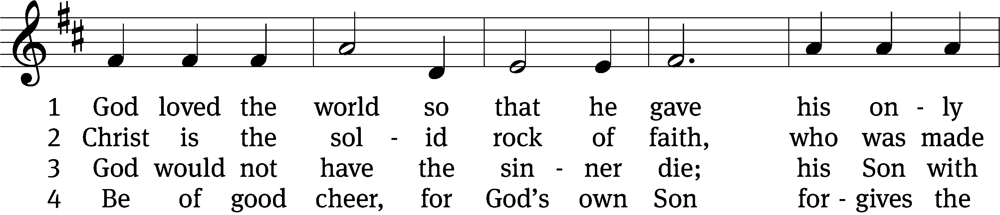 1 God loved the world so that he gave his on - ly
2 Christ is the sol - id rock of faith, who was made
3 God would not have the sin - ner die; his Son with
4 Be of good cheer, for God’s own Son for - gives the